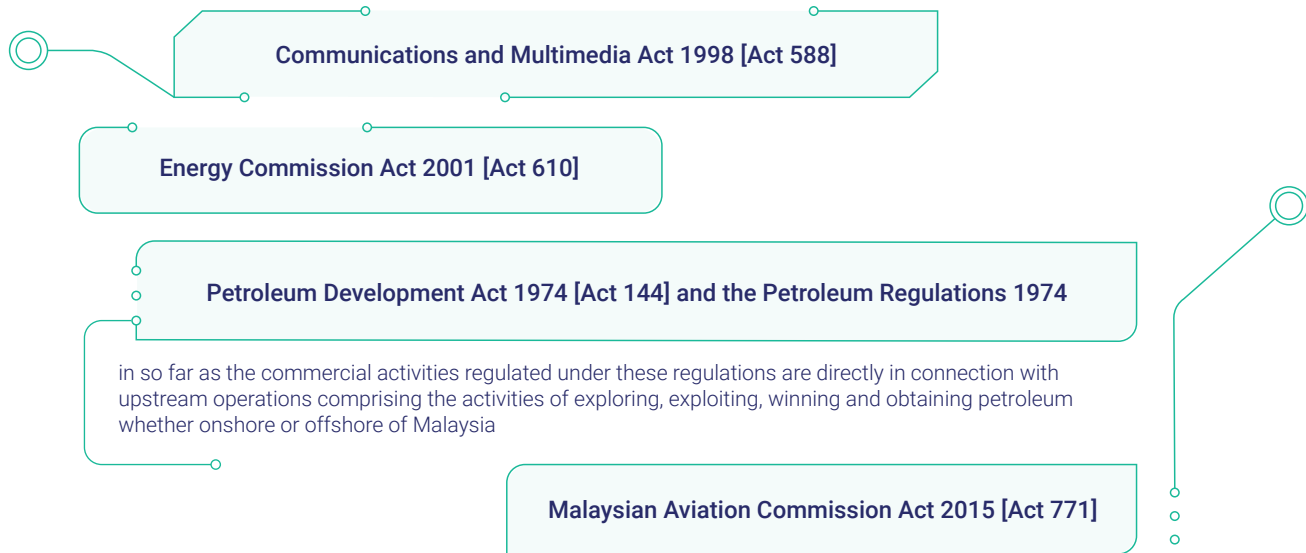 Communications and Multimedia Act 1998 [Act 588]
Energy Commission Act 2001 [Act 610]
Petroleum Development Act 1974 [Act 144] and the Petroleum Regulations 1974
in so far as the commercial activities regulated under these regulations are directly in connection with
upstream operations comprising the activities of exploring, exploiting, winning and obtaining petroleum
whether onshore or offshore of Malaysia
Malaysian Aviation Commission Act 2015 [Act 771]